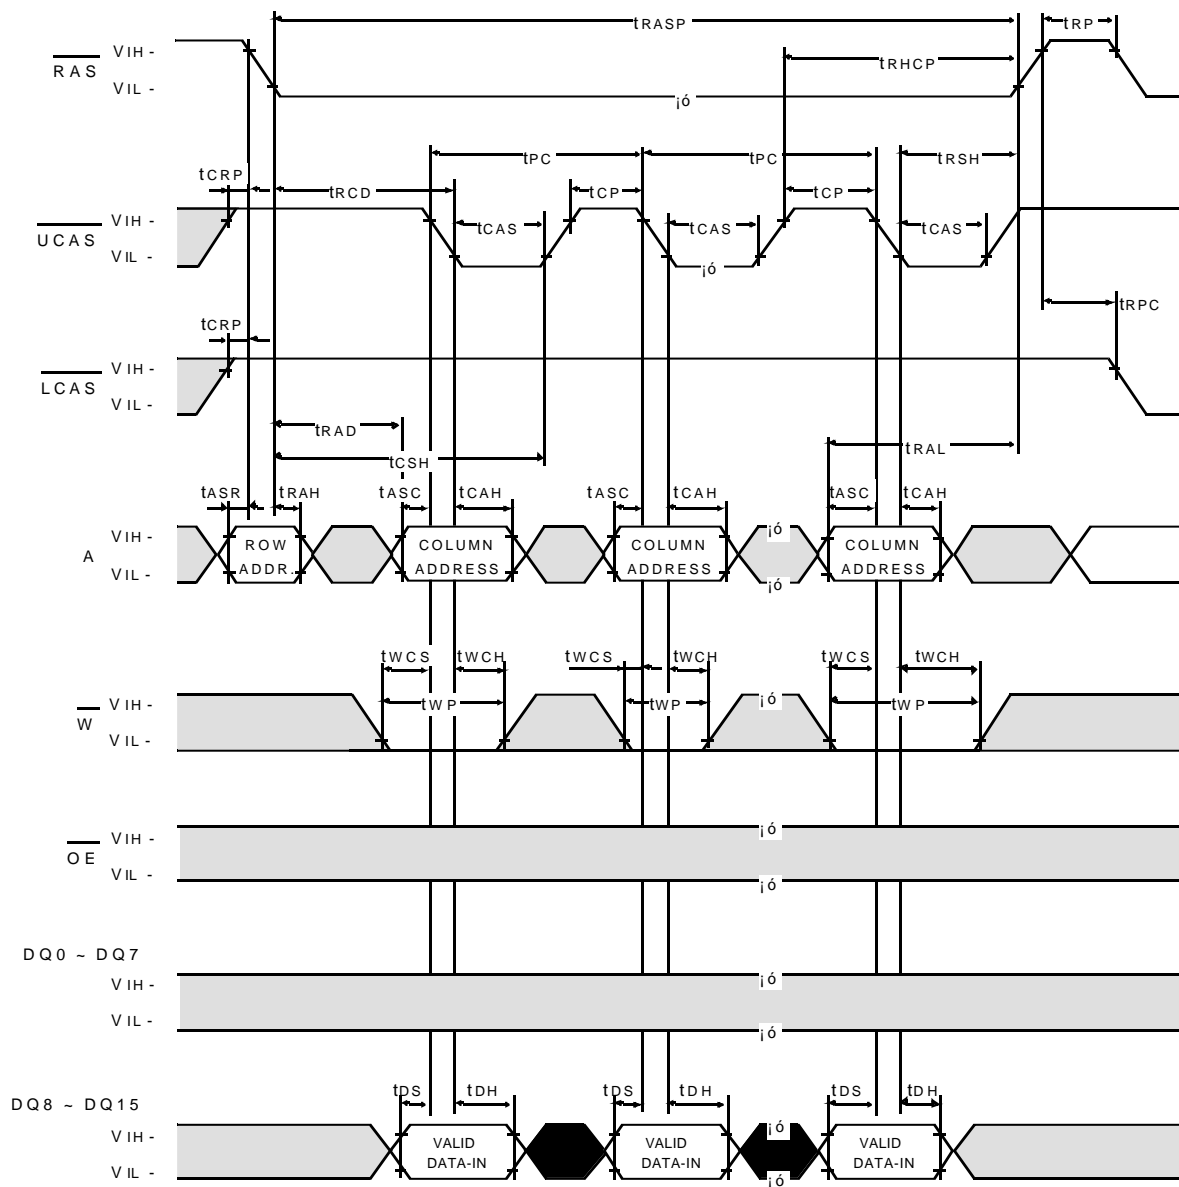 tRASP
tRP
RAS
VIH -
VIL -
tRHCP
¡ó
tPC
tPC
tRSH
tCRP
tRCD
tCP
tCP
UCAS
VIH -
VIL -
tCAS
tCAS
tCAS
¡ó
tRPC
tCRP
LCAS
VIH -
VIL -
tRAD
tCSH
tRAL
tASR
tRAH
tASC
tCAH
tASC
tCAH
tASC
tCAH
A
VIH -
VIL -
ROW
ADDR.
COLUMN
ADDRESS
COLUMN
ADDRESS
¡ó
¡ó
COLUMN
ADDRESS
tWCS
tWCH
tWCS
tWCH
tWCS
tWCH
W
VIH -
VIL -
tWP
tWP
¡ó
tWP
OE
VIH -
VIL -
¡ó
¡ó
DQ0 ~ DQ7
VIH -
VIL -
¡ó
¡ó
tDS
tDH
tDS
tDH
tDS
tDH
DQ8 ~ DQ15
VIH -
VIL -
VALID
DATA-IN
VALID
DATA-IN
¡ó
¡ó
VALID
DATA-IN